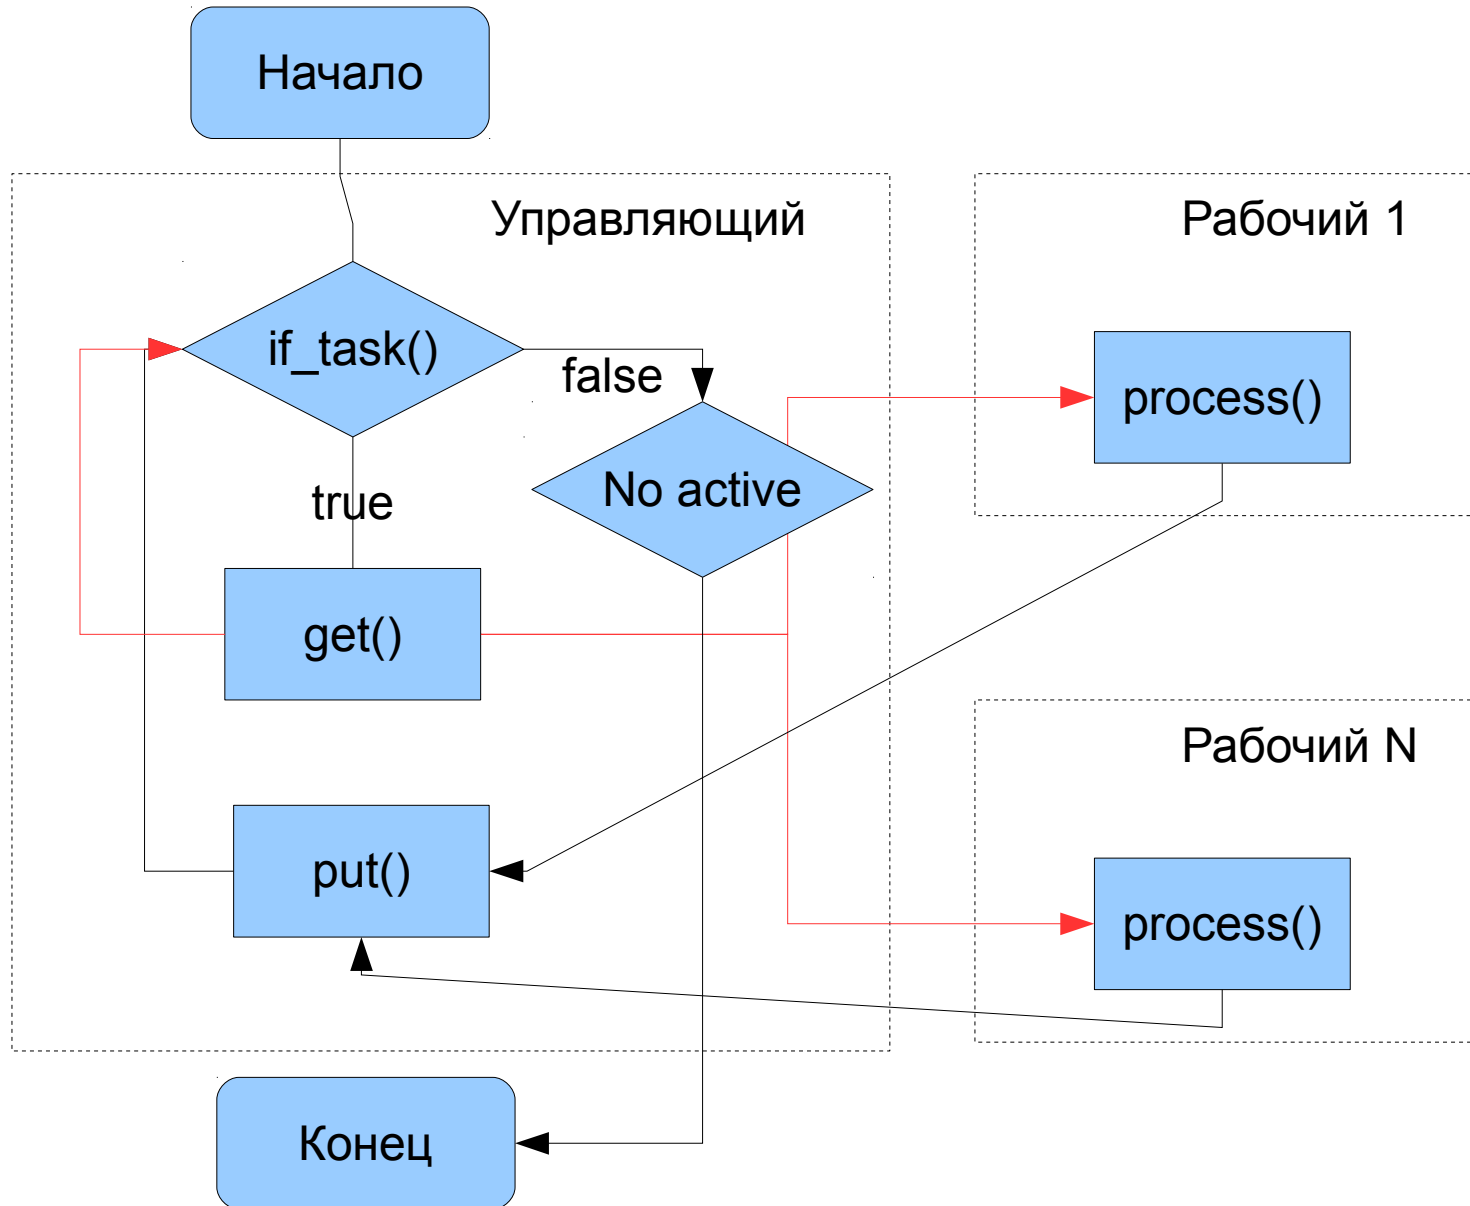 Начало
Управляющий
Рабочий 1
if_task()
false
process()
No active
true
get()
Рабочий N
put()
process()
Конец